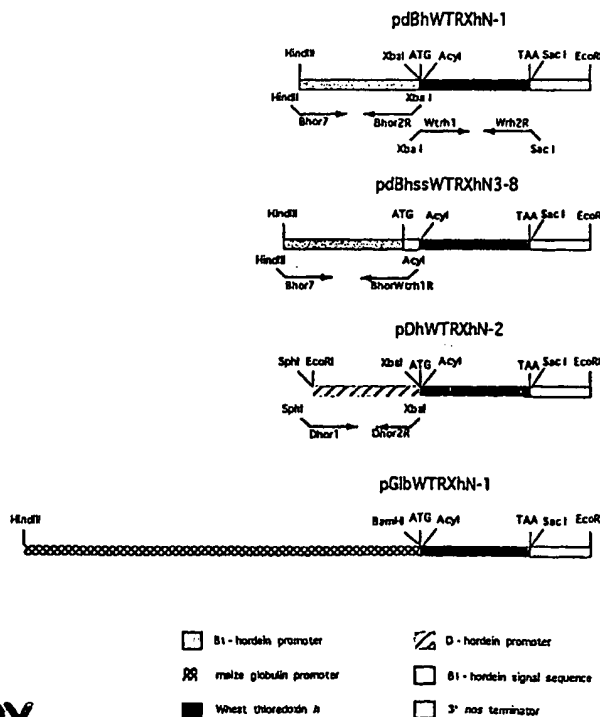 pdBhWTRXhN-1
HindIII XbaI ATG AcyI TAA Sac I EcoRI
HindIII Xba I
Bhor7 Bhor2R Wtrh1 Wrh2R
Xba I Sac I
pdBhssWTRXhN3-8
HindIII ATG AcyI TAA Sac I EcoRI
HindIII AcyI
Bhor7 BhorWtrh1R
pDhWTRXhN-2
SphI EcoRI XbaI ATG AcyI TAA Sac I EcoRI
SphI XbaI
Dhor1 Dhor2R
pGlbWTRXhN-1
HindIII BamHI ATG AcyI TAA Sac I EcoRI
B1-hordein promoter D-hordein promoter
maize globulin promoter B1-hordein signal sequence
Wheat thioredoxin h 3' nos terminator